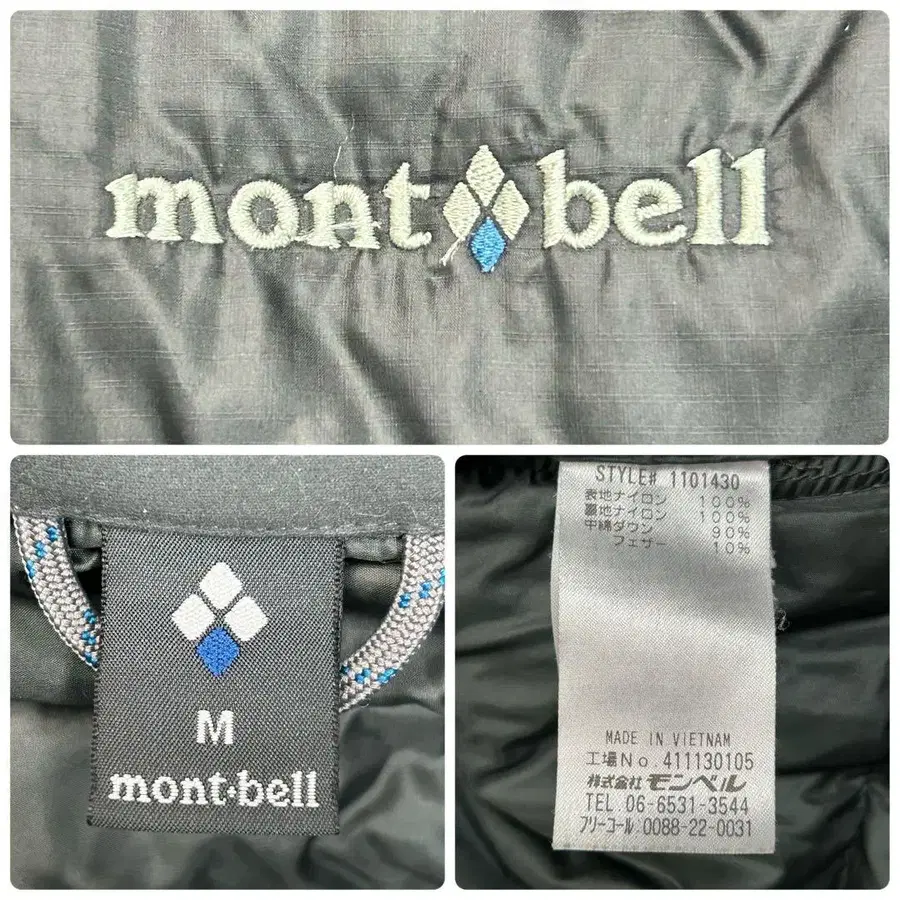 mont bell
M
mont·bell
STYLE# 1101430
表地ナイロン 100%
裏地ナイロン 100%
中綿ダウン 90%
フェザー 10%
MADE IN VIETNAM
工場No.411130105
株式会社モンベル
TEL 06-6531-3544
フリーコール:0088-22-0031